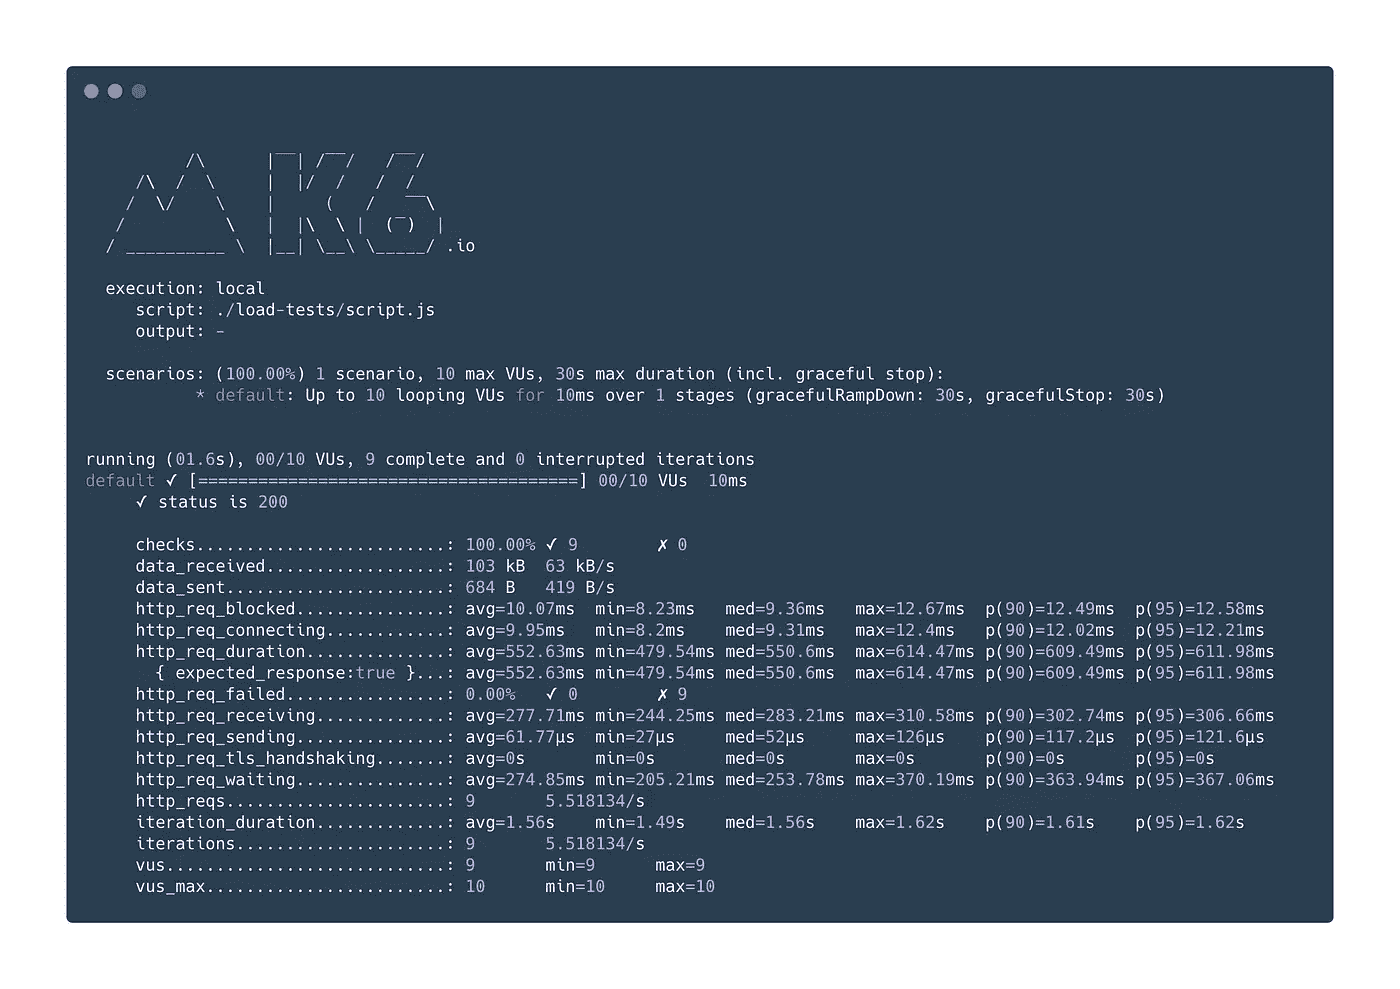 K6
.io
execution: local
script: ./load-tests/script.js
output: -
scenarios: (100.00%) 1 scenario, 10 max VUs, 30s max duration (incl. graceful stop):
* default: Up to 10 looping VUs for 10ms over 1 stages (gracefulRampDown: 30s, gracefulStop: 30s)
running (01.6s), 00/10 VUs, 9 complete and 0 interrupted iterations
default ✓ [======================================] 00/10 VUs  10ms
✓ status is 200
checks.........................: 100.00% ✓ 9        ✗ 0
data_received..................: 103 kB  63 kB/s
data_sent......................: 684 B   419 B/s
http_req_blocked...............: avg=10.07ms  min=8.23ms   med=9.36ms   max=12.67ms  p(90)=12.49ms  p(95)=12.58ms
http_req_connecting............: avg=9.95ms   min=8.2ms    med=9.31ms   max=12.4ms   p(90)=12.02ms  p(95)=12.21ms
http_req_duration..............: avg=552.63ms min=479.54ms med=550.6ms  max=614.47ms p(90)=609.49ms p(95)=611.98ms
{ expected_response:true }...: avg=552.63ms min=479.54ms med=550.6ms  max=614.47ms p(90)=609.49ms p(95)=611.98ms
http_req_failed................: 0.00%   ✓ 0        ✗ 9
http_req_receiving.............: avg=277.71ms min=244.25ms med=283.21ms max=310.58ms p(90)=302.74ms p(95)=306.66ms
http_req_sending...............: avg=61.77µs  min=27µs     med=52µs     max=126µs    p(90)=117.2µs  p(95)=121.6µs
http_req_tls_handshaking.......: avg=0s       min=0s       med=0s       max=0s       p(90)=0s       p(95)=0s
http_req_waiting...............: avg=274.85ms min=205.21ms med=253.78ms max=370.19ms p(90)=363.94ms p(95)=367.06ms
http_reqs......................: 9       5.518134/s
iteration_duration.............: avg=1.56s    min=1.49s    med=1.56s    max=1.62s    p(90)=1.61s    p(95)=1.62s
iterations.....................: 9       5.518134/s
vus............................: 9       min=9      max=9
vus_max........................: 10      min=10     max=10